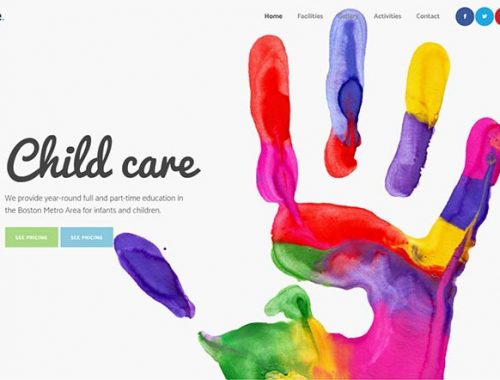 Home Facilities Gallery Activities Contact
Child care
We provide year-round full and part-time education in
the Boston Metro Area for infants and children.
SEE PRICING SEE PRICING